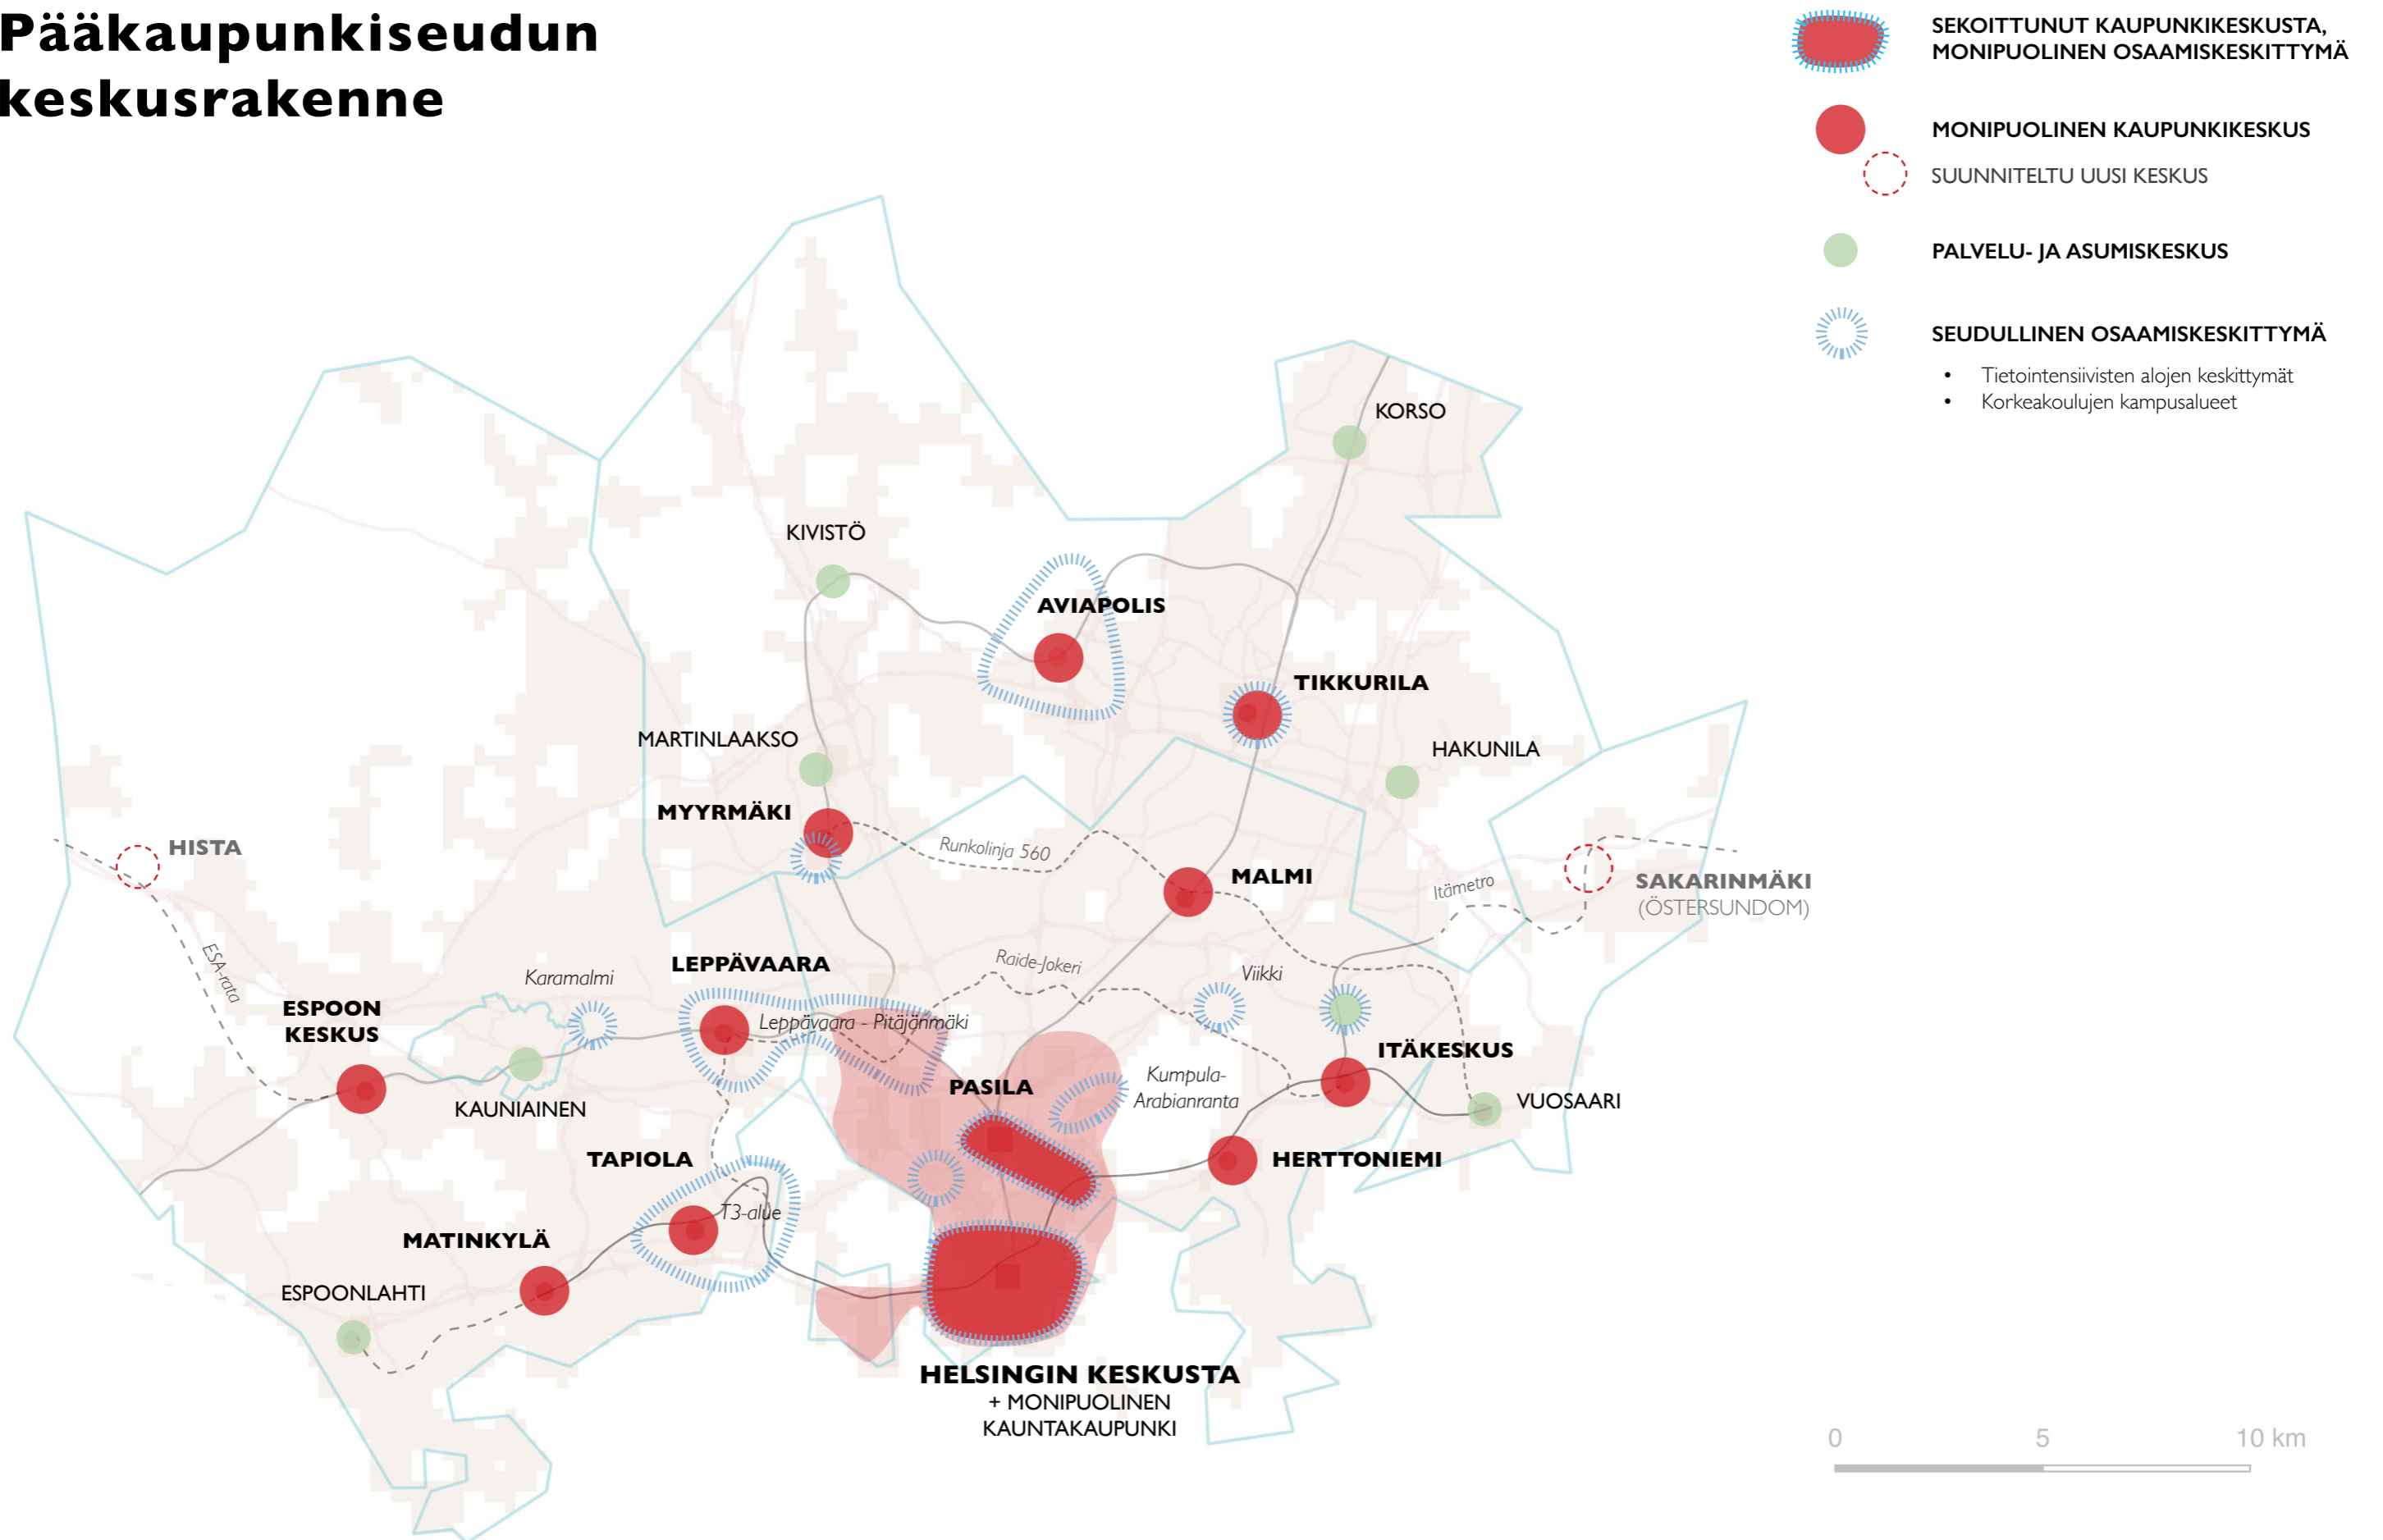 Pääkaupunkiseudun
keskusrakenne
SEKOITTUNUT KAUPUNKIKESKUSTA,
MONIPUOLINEN OSAAMISKESKITTYMÄ
MONIPUOLINEN KAUPUNKIKESKUS
SUUNNITELTU UUSI KESKUS
PALVELU- JA ASUMISKESKUS
SEUDULLINEN OSAAMISKESKITTYMÄ
• Tietointensiivisten alojen keskittymät
• Korkeakoulujen kampusalueet
KORSO
KIVISTÖ
AVIAPOLIS
TIKKURILA
MARTINLAAKSO
HAKUNILA
MYYRMÄKI
HISTA
Runkolinja 560
MALMI
Itämetro
SAKARINMÄKI
(ÖSTERSUNDOM)
ESA-rata
Karamalmi
LEPPÄVAARA
Raide-Jokeri
Viikki
ESPOON
KESKUS
Leppävaara - Pitäjänmäki
ITÄKESKUS
KAUNIAINEN
PASILA
Kumpula-
Arabianranta
VUOSAARI
TAPIOLA
HERTTONIEMI
T3-alue
MATINKYLÄ
ESPOONLAHTI
HELSINGIN KESKUSTA
+ MONIPUOLINEN
KAUNTAKAUPUNKI
0 5 10 km